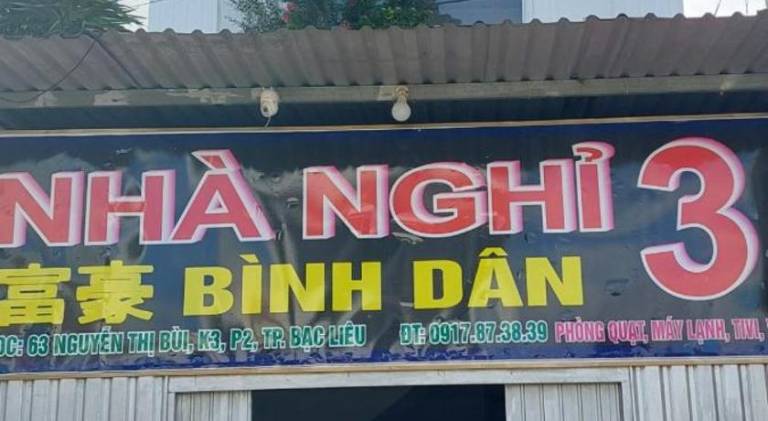 NHÀ NGHỈ 3
富豪 BÌNH DÂN
ĐC: 63 NGUYỄN THỊ BÙI, K3, P2, TP. BẠC LIÊU ĐT: 0917.87.38.39 PHÒNG QUẠT, MÁY LẠNH, TIVI,